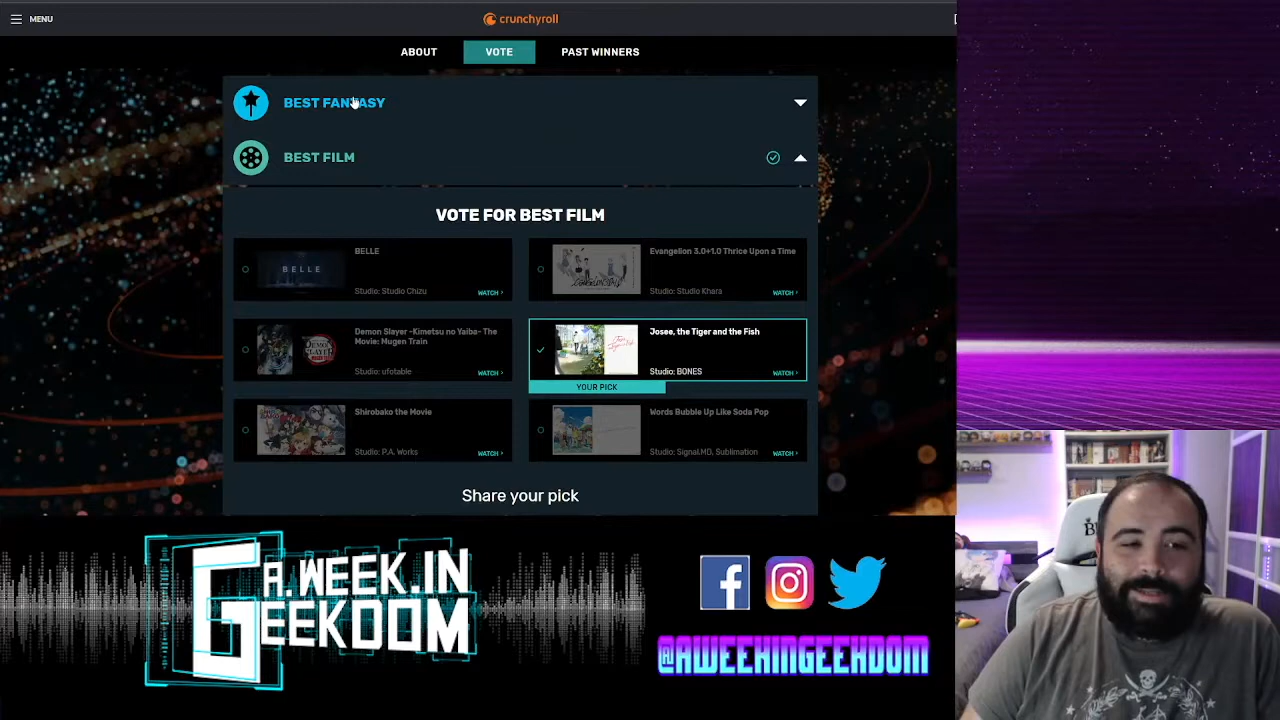 MENU
crunchyroll
ABOUT
VOTE
PAST WINNERS
BEST FANTASY
BEST FILM
VOTE FOR BEST FILM
BELLE
BELLE
Studio: Studio Chizu
WATCH
Evangelion 3.0+1.0 Thrice Upon a Time
Studio: Studio Khara
WATCH
Demon Slayer -Kimetsu no Yaiba- The
Movie: Mugen Train
Studio: ufotable
WATCH
Josee, the Tiger and the Fish
Studio: BONES
WATCH
YOUR PICK
Shirobako the Movie
Studio: P.A. Works
WATCH
Words Bubble Up Like Soda Pop
Studio: Signal.MD, Sublimation
WATCH
Share your pick
A.WEEK.IN
GEEKDOM
@AWEEKINGEEKDOM